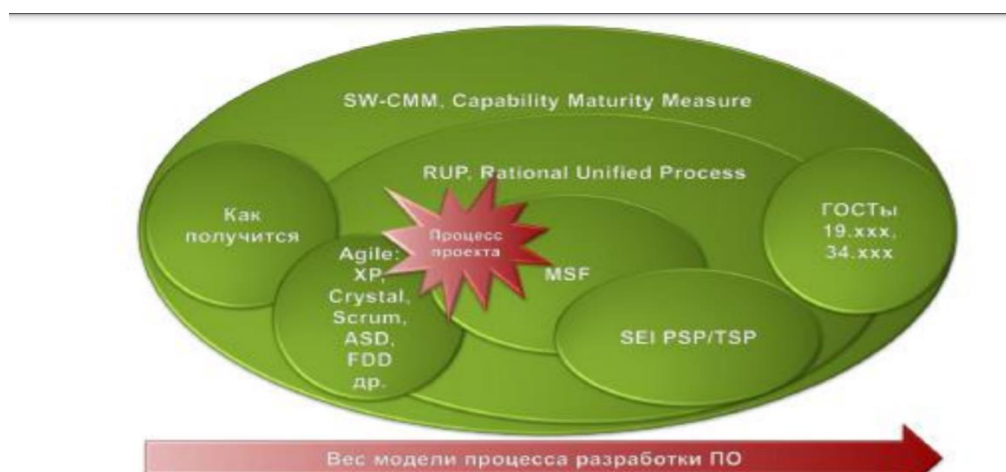 SW-CMM, Capability Maturity Measure
RUP, Rational Unified Process
Как
получится
Процесс
проекта
ГОСТы
19.xxx,
34.xxx
Agile:
XP,
Crystal,
Scrum,
ASD,
FDD
др.
MSF
SEI PSP/TSP
Вес модели процесса разработки ПО